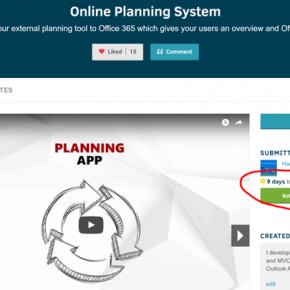 Online Planning System
our external planning tool to Office 365 which gives your users an overview and Of
Liked 15 Comment
TES
PLANNING
APP
SUBMITT
Ha
9 days
CREATED
I develop
and MVC
Outlook A
edit